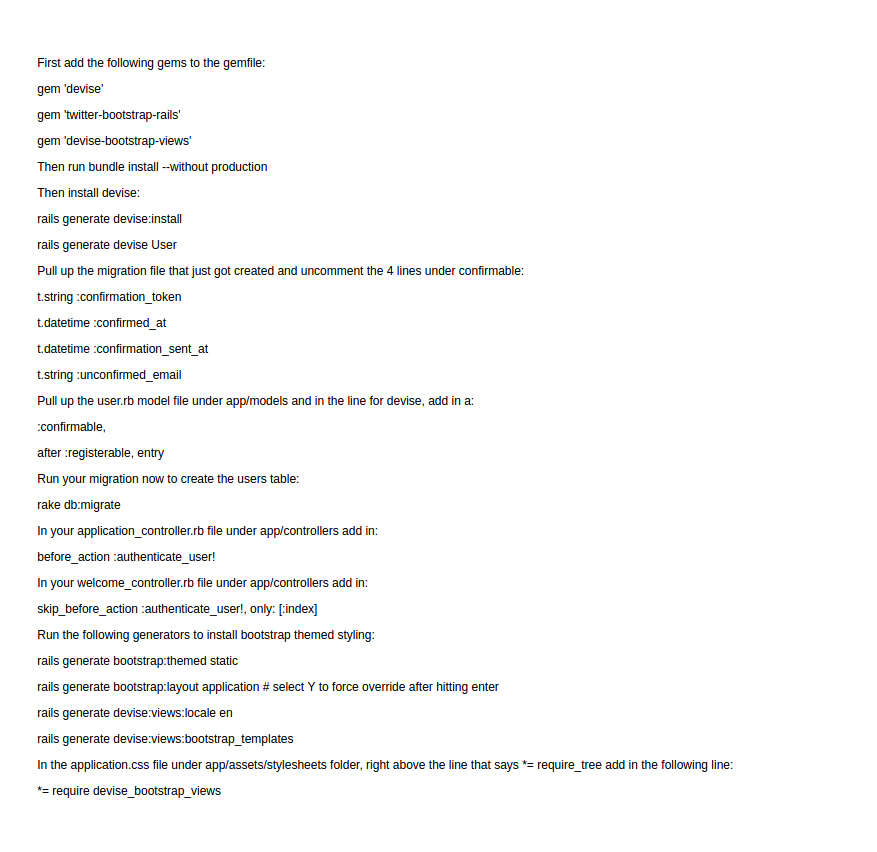 First add the following gems to the gemfile:
gem 'devise'
gem 'twitter-bootstrap-rails'
gem 'devise-bootstrap-views'
Then run bundle install --without production
Then install devise:
rails generate devise:install
rails generate devise User
Pull up the migration file that just got created and uncomment the 4 lines under confirmable:
t.string :confirmation_token
t.datetime :confirmed_at
t.datetime :confirmation_sent_at
t.string :unconfirmed_email
Pull up the user.rb model file under app/models and in the line for devise, add in a:
:confirmable,
after :registerable, entry
Run your migration now to create the users table:
rake db:migrate
In your application_controller.rb file under app/controllers add in:
before_action :authenticate_user!
In your welcome_controller.rb file under app/controllers add in:
skip_before_action :authenticate_user!, only: [:index]
Run the following generators to install bootstrap themed styling:
rails generate bootstrap:themed static
rails generate bootstrap:layout application # select Y to force override after hitting enter
rails generate devise:views:locale en
rails generate devise:views:bootstrap_templates
In the application.css file under app/assets/stylesheets folder, right above the line that says *= require_tree add in the following line:
*= require devise_bootstrap_views